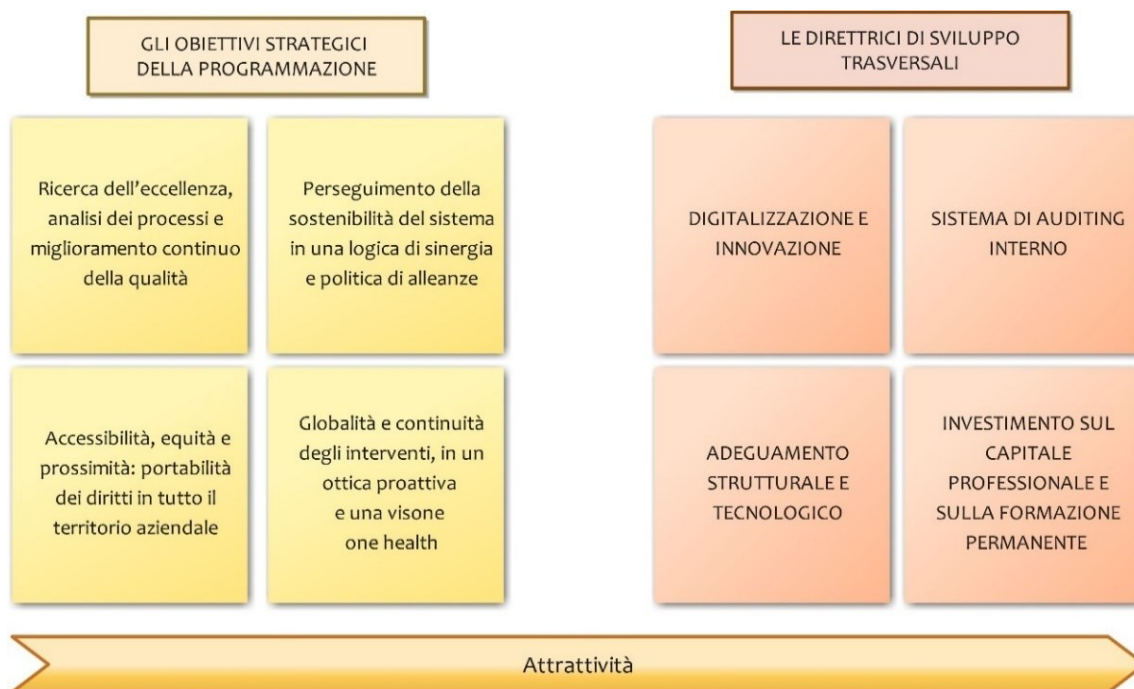 GLI OBIETTIVI STRATEGICI
DELLA PROGRAMMAZIONE
Ricerca dell’eccellenza,
analisi dei processi e
miglioramento continuo
della qualità
Perseguimento della
sostenibilità del sistema
in una logica di sinergia
e politica di alleanze
Accessibilità, equità e
prossimità: portabilità
dei diritti in tutto il
territorio aziendale
Globalità e continuità
degli interventi, in un
ottica proattiva
e una visone
one health
LE DIRETTRICI DI SVILUPPO
TRASVERSALI
DIGITALIZZAZIONE E
INNOVAZIONE
SISTEMA DI AUDITING
INTERNO
ADEGUAMENTO
STRUTTURALE E
TECNOLOGICO
INVESTIMENTO SUL
CAPITALE
PROFESSIONALE E
SULLA FORMAZIONE
PERMANENTE
Attrattività